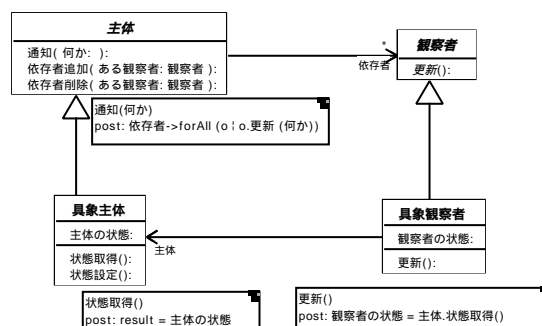 主体
通知( 何か: ):
依存者追加( ある観察者: 観察者 ):
依存者削除( ある観察者: 観察者 ):
*
依存者
観察者
更新():
通知(何か)
post: 依存者->forAll (o ¦ o.更新 (何か))
具象主体
主体の状態:
状態取得():
状態設定():
主体
具象観察者
観察者の状態:
更新():
状態取得()
post: result = 主体の状態
更新()
post: 観察者の状態 = 主体.状態取得()